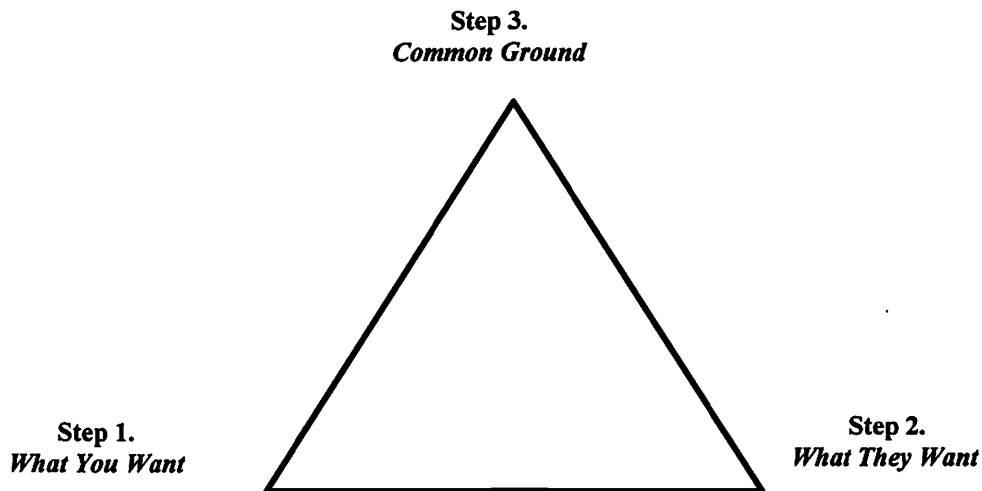 Step 3.
Common Ground
Step 1.
What You Want
Step 2.
What They Want